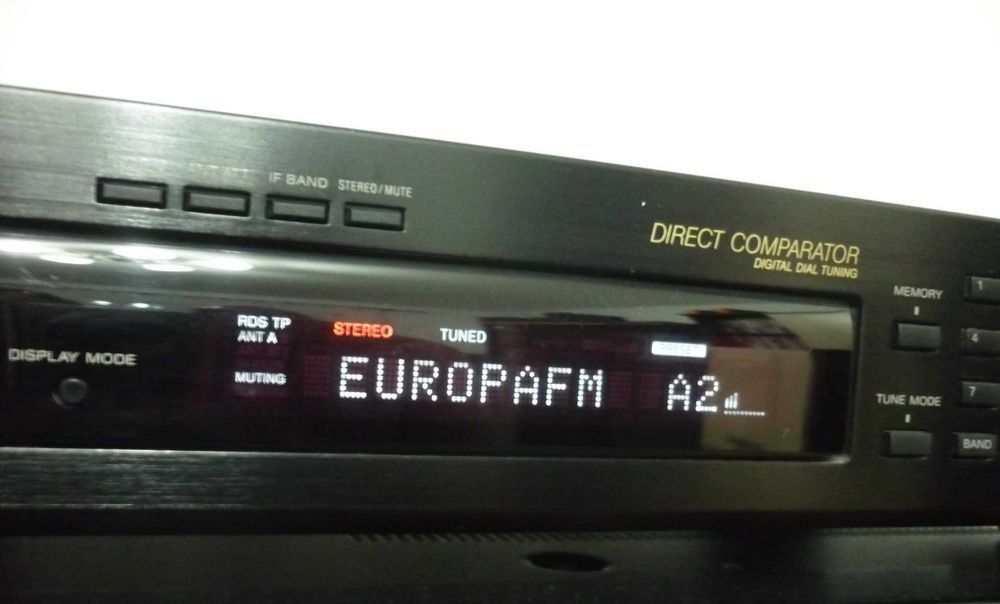 IF BAND STEREO/MUTE
DIRECT COMPARATOR
DIGITAL DIAL TUNING
MEMORY
1
4
7
TUNE MODE
BAND
DISPLAY MODE
RDS TP STEREO TUNED PRESET
ANT A
MUTING
EUROPAFM A2